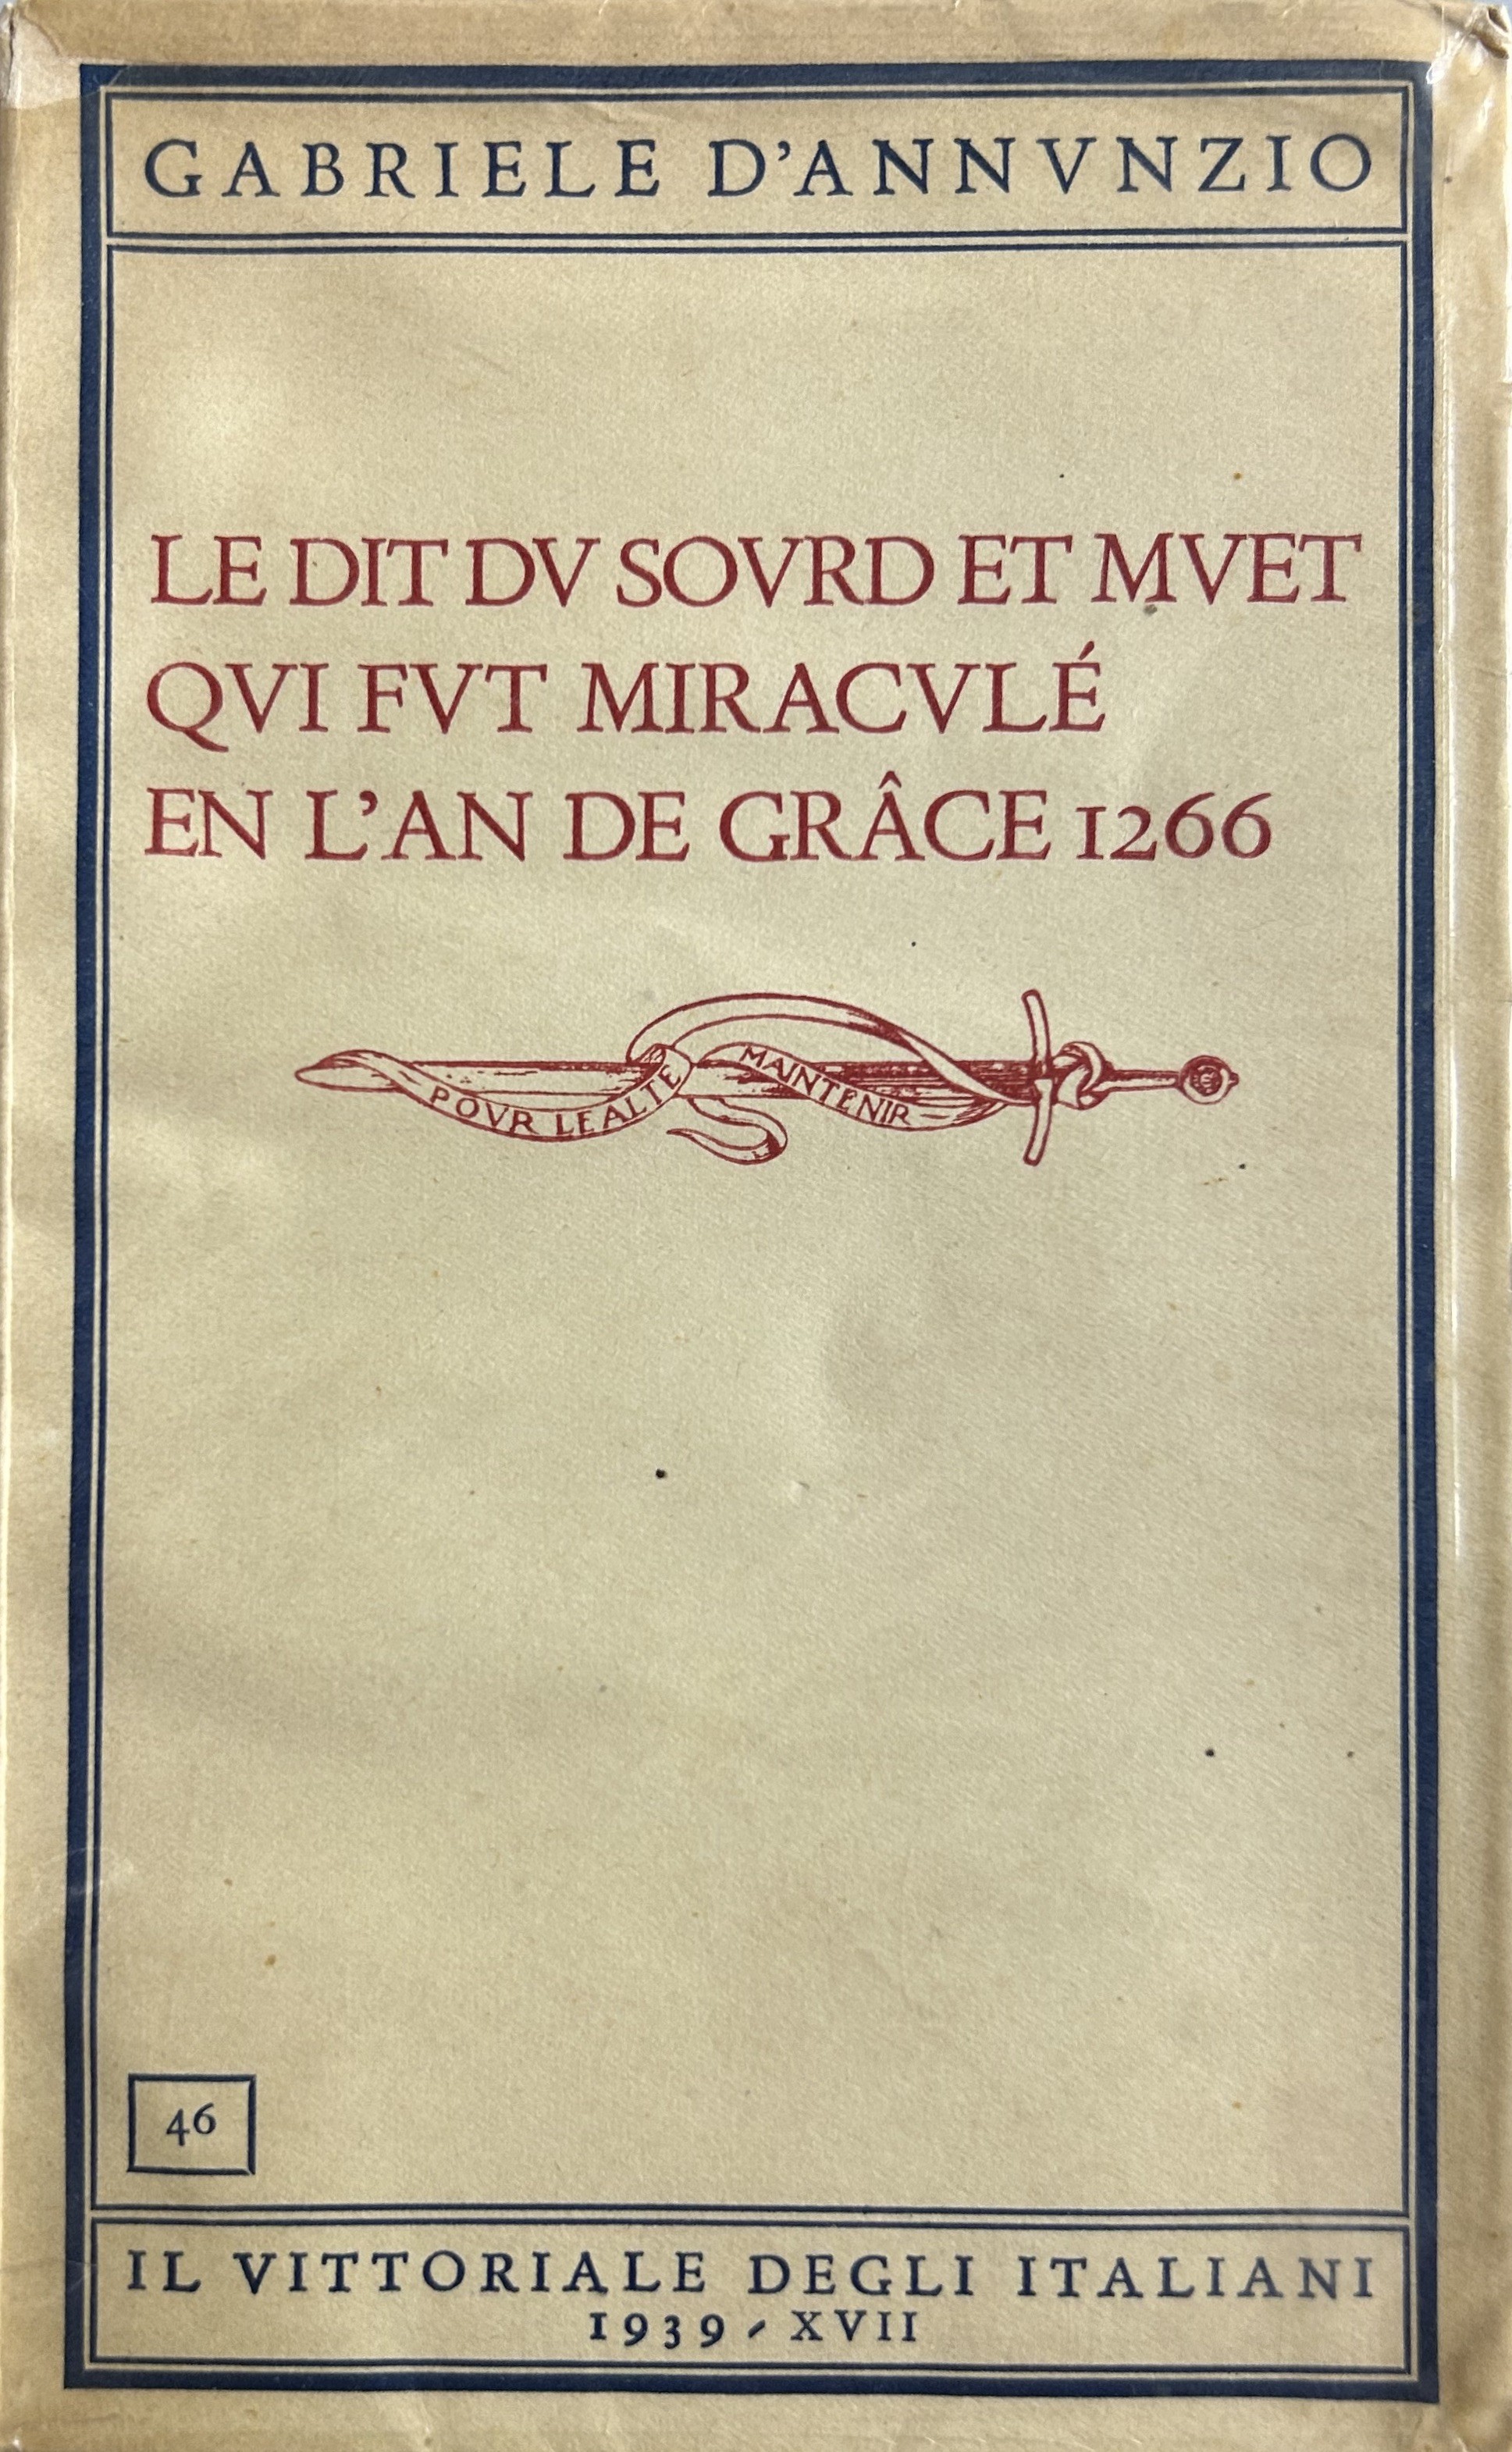 GABRIELE D'ANNVNZIO
LE DIT DV SOVRD ET MVET
QVI FVT MIRACVLÉ
EN L'AN DE GRÂCE 1266
POVR LEALTE MAINTENIR
46
IL VITTORIALE DEGLI ITALIANI
1939 - XVII